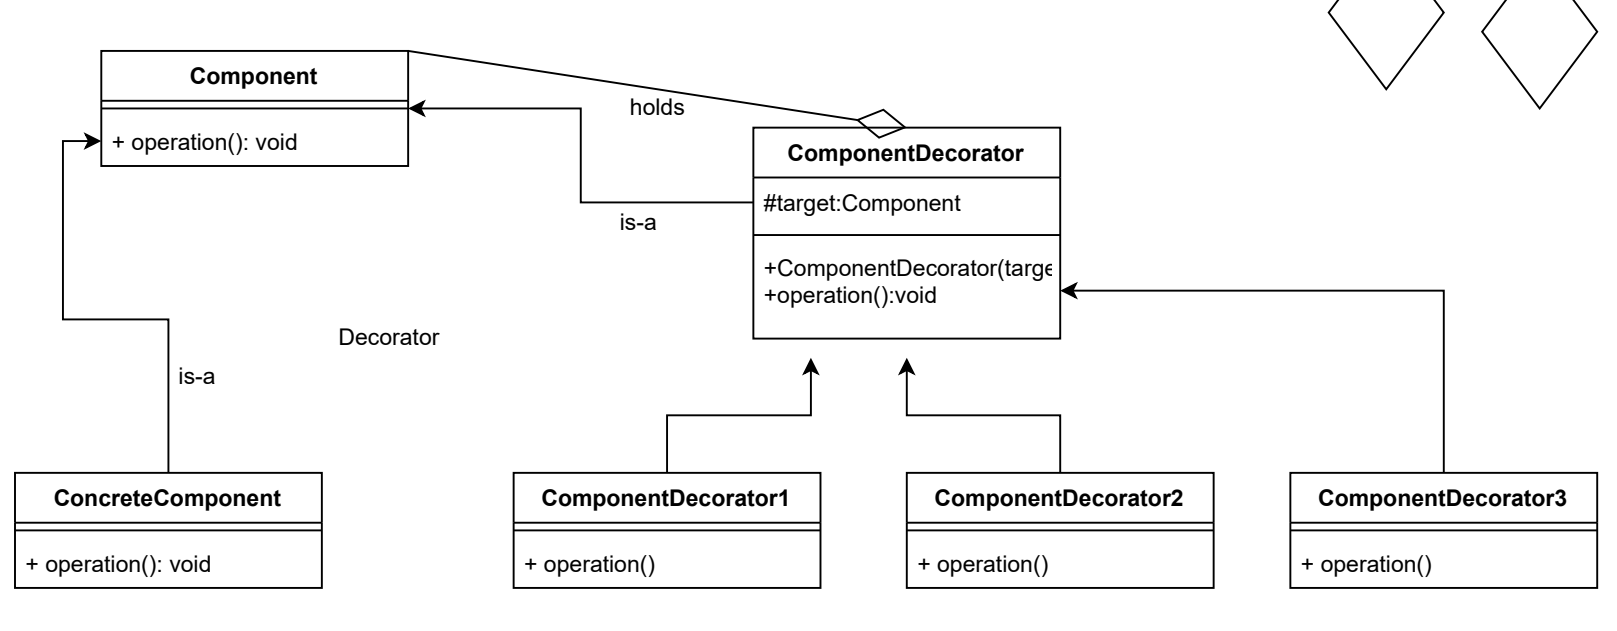 Component
+ operation(): void
holds
is-a
ComponentDecorator
#target:Component
+ComponentDecorator(targe
+operation():void
Decorator
is-a
ConcreteComponent
+ operation(): void
ComponentDecorator1
+ operation()
ComponentDecorator2
+ operation()
ComponentDecorator3
+ operation()